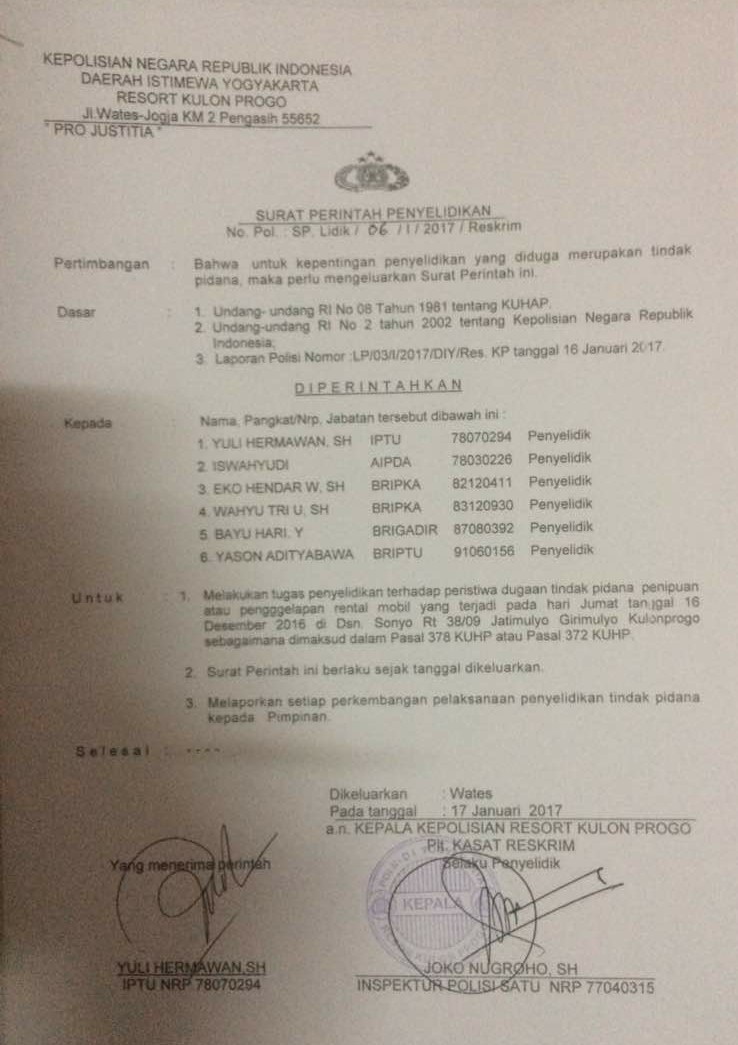 KEPOLISIAN NEGARA REPUBLIK INDONESIA
DAERAH ISTIMEWA YOGYAKARTA
RESORT KULON PROGO
Jl.Wates-Jogja KM 2 Pengasih 55652
" PRO JUSTITIA "
SURAT PERINTAH PENYELIDIKAN
No. Pol. : SP. Lidik / 06 / I / 2017 / Reskrim
Pertimbangan : Bahwa untuk kepentingan penyelidikan yang diduga merupakan tindak
pidana, maka perlu mengeluarkan Surat Perintah ini.
Dasar : 1. Undang- undang RI No 08 Tahun 1981 tentang KUHAP.
2. Undang-undang RI No 2 tahun 2002 tentang Kepolisian Negara Republik
Indonesia;
3. Laporan Polisi Nomor :LP/03/I/2017/DIY/Res. KP tanggal 16 Januari 2017.
DIPERINTAHKAN
Kepada : Nama, Pangkat/Nrp, Jabatan tersebut dibawah ini :
1. YULI HERMAWAN, SH IPTU 78070294 Penyelidik
2. ISWAHYUDI AIPDA 78030226 Penyelidik
3. EKO HENDAR W, SH BRIPKA 82120411 Penyelidik
4. WAHYU TRI U, SH BRIPKA 83120930 Penyelidik
5. BAYU HARI. Y BRIGADIR 87080392 Penyelidik
6. YASON ADITYABAWA BRIPTU 91060156 Penyelidik
Untuk : 1. Melakukan tugas penyelidikan terhadap peristiwa dugaan tindak pidana penipuan
atau pengggelapan rental mobil yang terjadi pada hari Jumat tanggal 16
Desember 2016 di Dsn. Sonyo Rt 38/09 Jatimulyo Girimulyo Kulonprogo
sebagaimana dimaksud dalam Pasal 378 KUHP atau Pasal 372 KUHP.
2. Surat Perintah ini berlaku sejak tanggal dikeluarkan.
3. Melaporkan setiap perkembangan pelaksanaan penyelidikan tindak pidana
kepada Pimpinan.
Selesai : ----
Dikeluarkan : Wates
Pada tanggal : 17 Januari 2017
a.n. KEPALA KEPOLISIAN RESORT KULON PROGO
Plt. KASAT RESKRIM
Yang menerima perintah Selaku Penyelidik
KEPALA
YULI HERMAWAN,SH JOKO NUGROHO, SH
IPTU NRP 78070294 INSPEKTUR POLISI SATU NRP 77040315